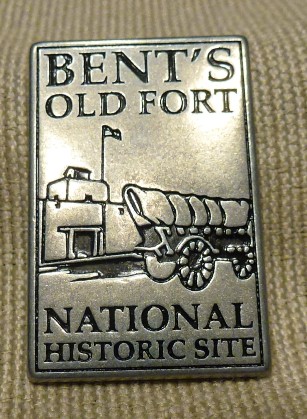 BENT'S
OLD FORT
NATIONAL
HISTORIC SITE